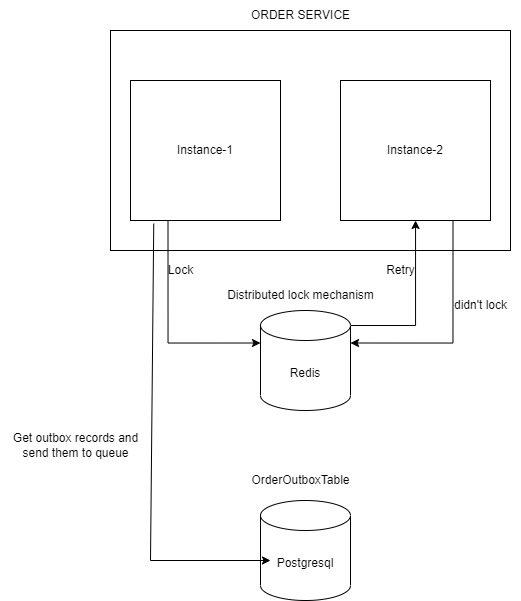 ORDER SERVICE
Instance-1
Instance-2
Lock
Retry
Distributed lock mechanism
didn't lock
Redis
Get outbox records and
send them to queue
OrderOutboxTable
Postgresql